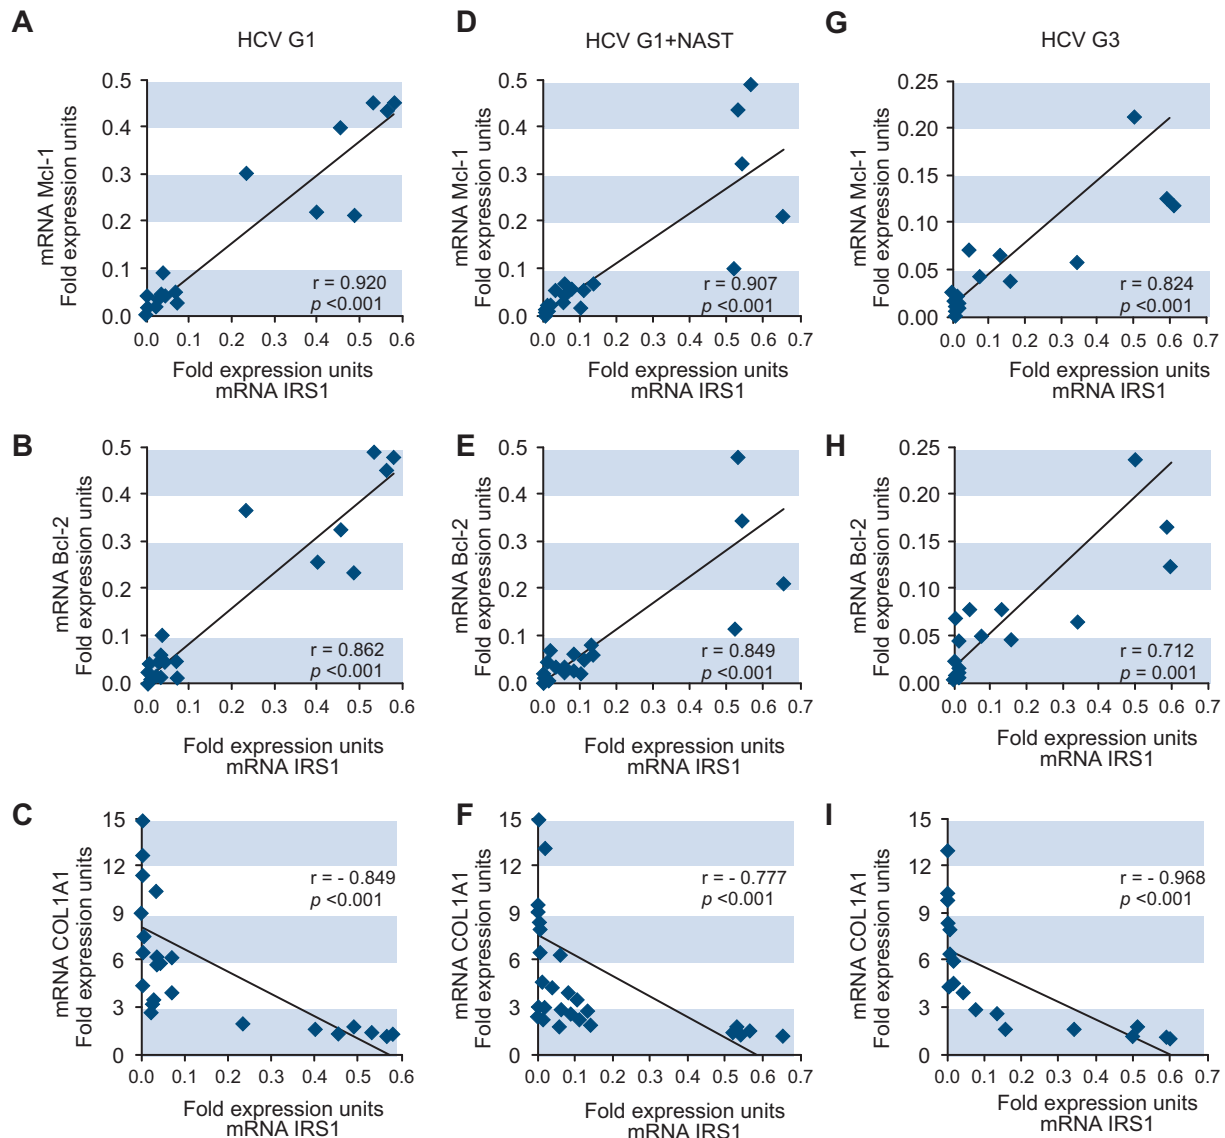 A
HCV G1
mRNA Mcl-1
Fold expression units
0.5
0.4
0.3
0.2
0.1
0.0
r = 0.920
p <0.001
0.0 0.1 0.2 0.3 0.4 0.5 0.6
Fold expression units
mRNA IRS1
D
HCV G1+NAST
mRNA Mcl-1
Fold expression units
0.5
0.4
0.3
0.2
0.1
0.0
r = 0.907
p <0.001
0.0 0.1 0.2 0.3 0.4 0.5 0.6 0.7
Fold expression units
mRNA IRS1
G
HCV G3
mRNA Mcl-1
Fold expression units
0.25
0.20
0.15
0.10
0.05
0.00
r = 0.824
p <0.001
0.0 0.1 0.2 0.3 0.4 0.5 0.6 0.7
Fold expression units
mRNA IRS1
B
mRNA Bcl-2
Fold expression units
0.5
0.4
0.3
0.2
0.1
0.0
r = 0.862
p <0.001
0.0 0.1 0.2 0.3 0.4 0.5 0.6
Fold expression units
mRNA IRS1
E
mRNA Bcl-2
Fold expression units
0.5
0.4
0.3
0.2
0.1
0.0
r = 0.849
p <0.001
0.0 0.1 0.2 0.3 0.4 0.5 0.6 0.7
Fold expression units
mRNA IRS1
H
mRNA Bcl-2
Fold expression units
0.25
0.20
0.15
0.10
0.05
0.00
r = 0.712
p = 0.001
0.0 0.1 0.2 0.3 0.4 0.5 0.6 0.7
Fold expression units
mRNA IRS1
C
mRNA COL1A1
Fold expression units
15
12
9
6
3
0
r = - 0.849
p <0.001
0.0 0.1 0.2 0.3 0.4 0.5 0.6
Fold expression units
mRNA IRS1
F
mRNA COL1A1
Fold expression units
15
12
9
6
3
0
r = - 0.777
p <0.001
0.0 0.1 0.2 0.3 0.4 0.5 0.6 0.7
Fold expression units
mRNA IRS1
I
mRNA COL1A1
Fold expression units
15
12
9
6
3
0
r = - 0.968
p <0.001
0.0 0.1 0.2 0.3 0.4 0.5 0.6 0.7
Fold expression units
mRNA IRS1